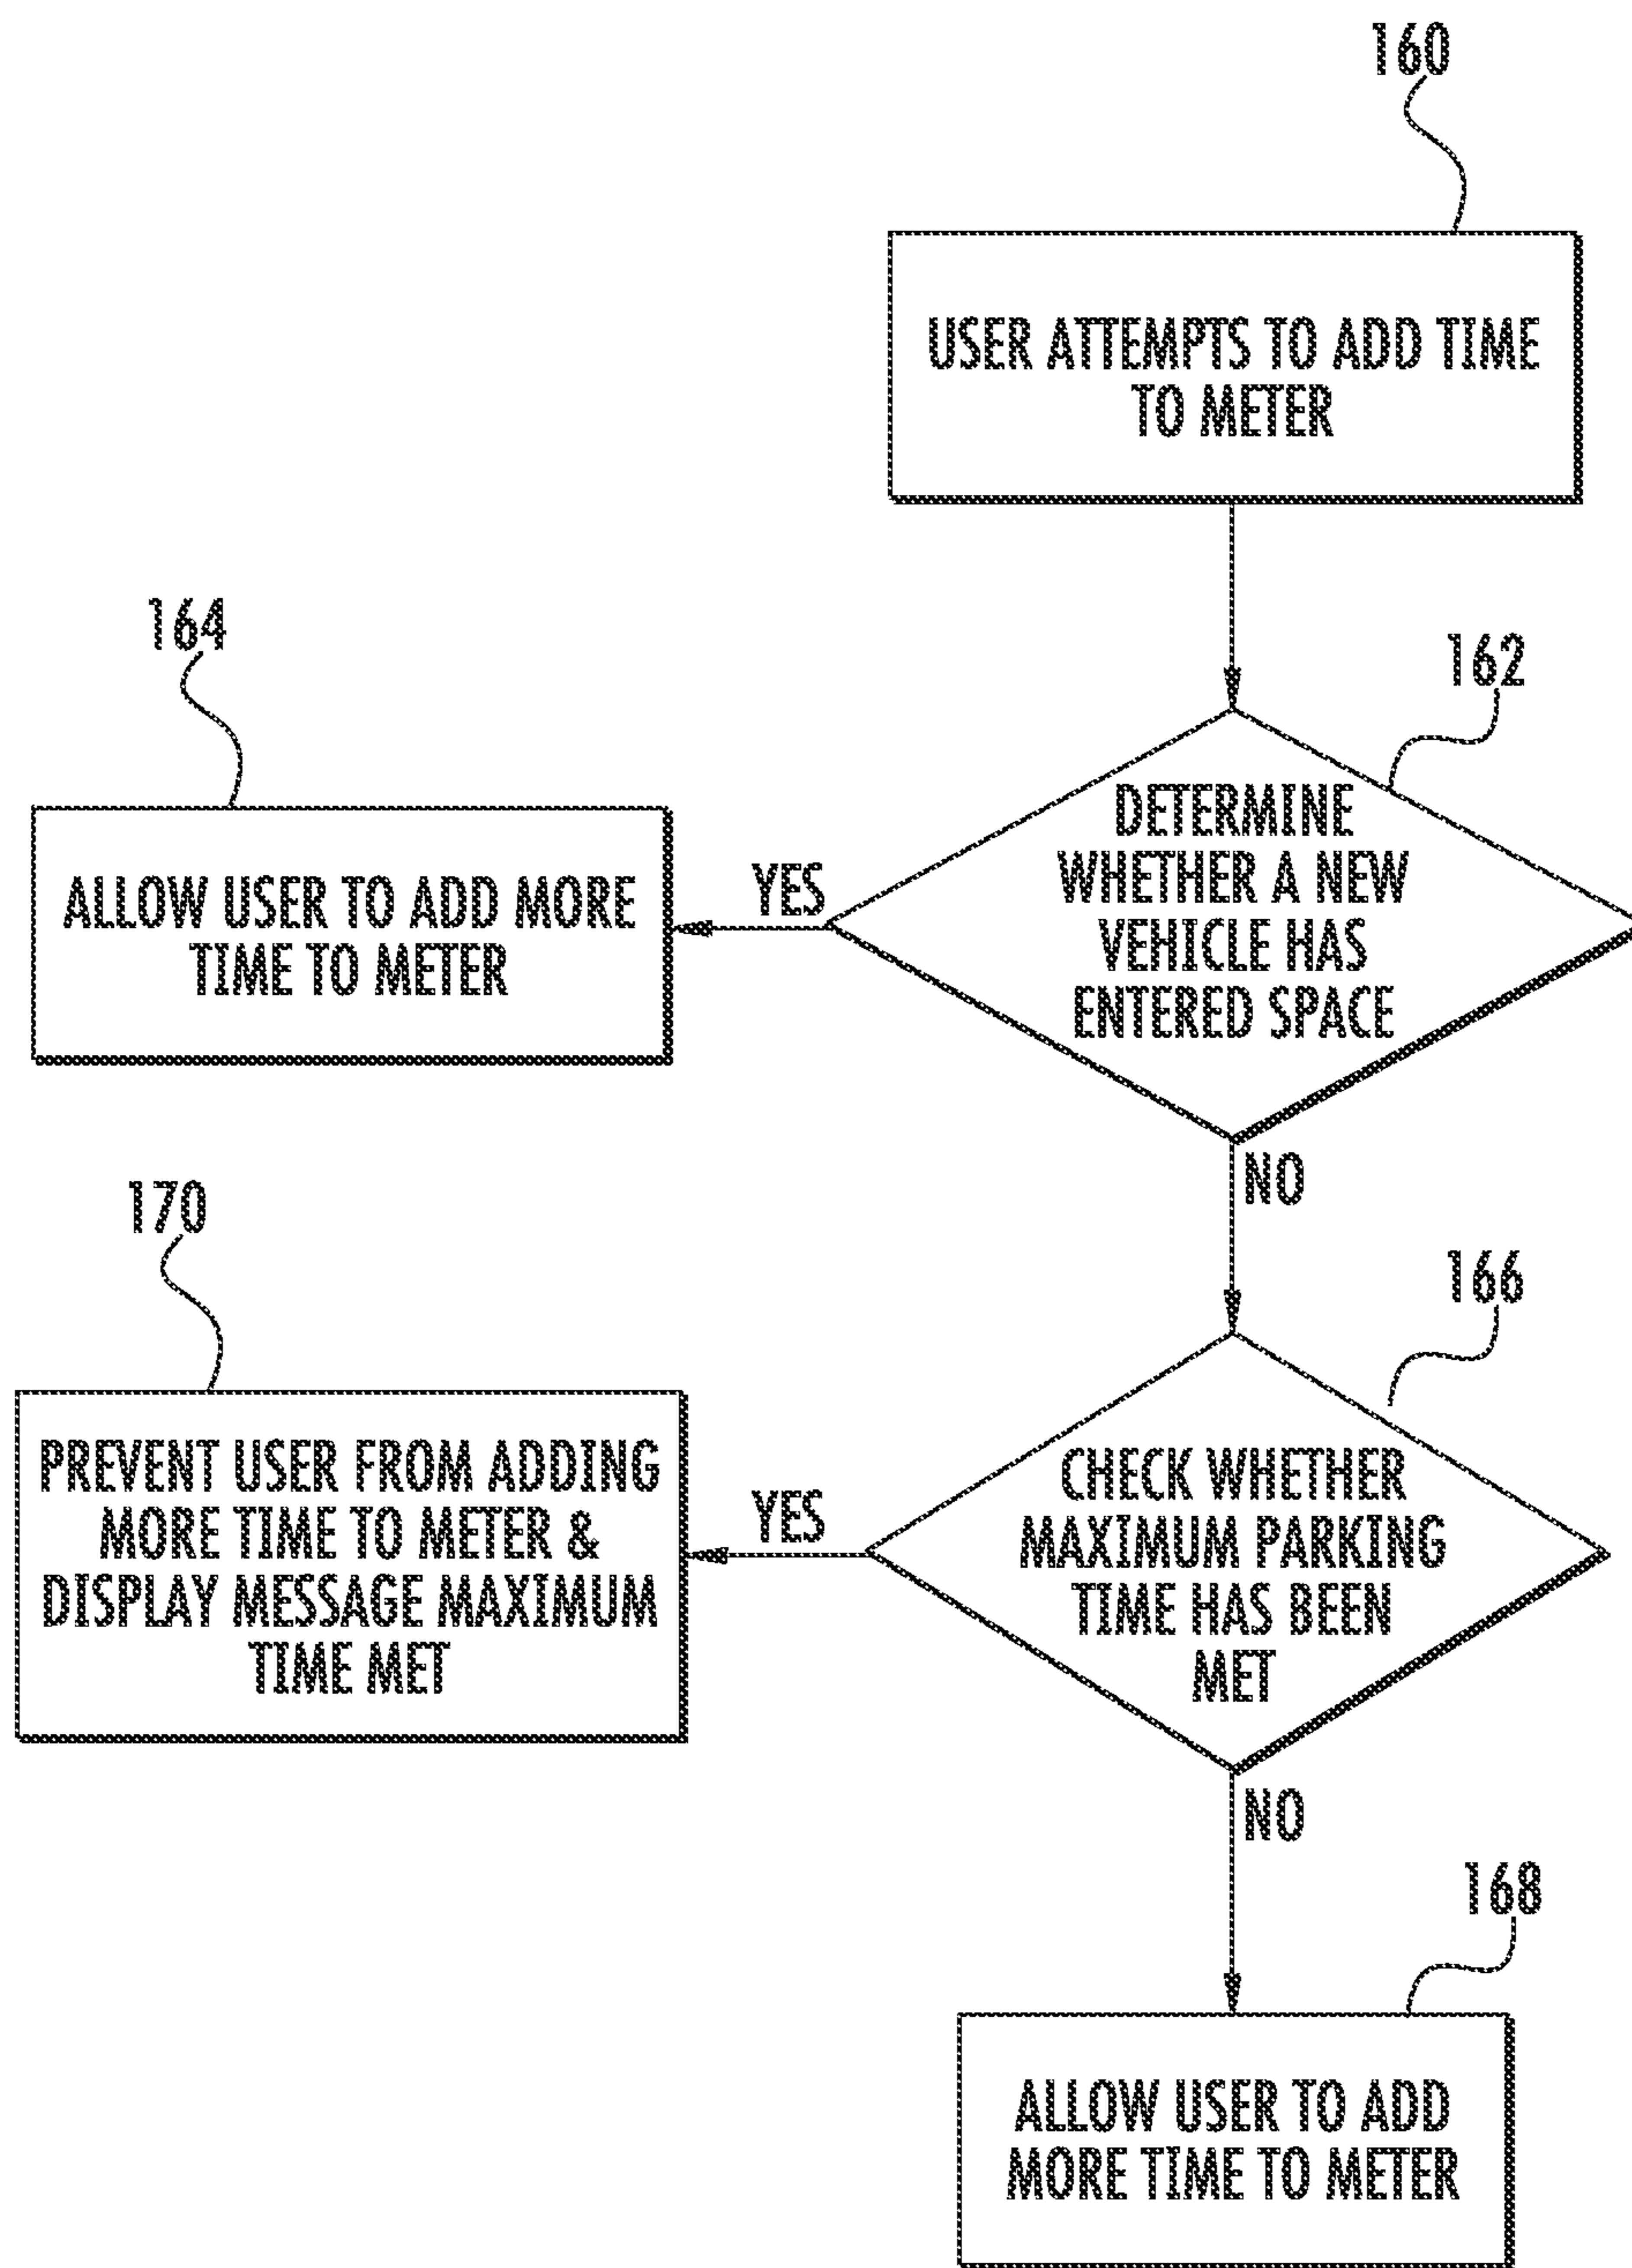 160
USER ATTEMPTS TO ADD TIME
TO METER
162
DETERMINE
WHETHER A NEW
VEHICLE HAS
ENTERED SPACE
YES
164
ALLOW USER TO ADD MORE
TIME TO METER
NO
166
CHECK WHETHER
MAXIMUM PARKING
TIME HAS BEEN
MET
YES
170
PREVENT USER FROM ADDING
MORE TIME TO METER &
DISPLAY MESSAGE MAXIMUM
TIME MET
NO
168
ALLOW USER TO ADD
MORE TIME TO METER